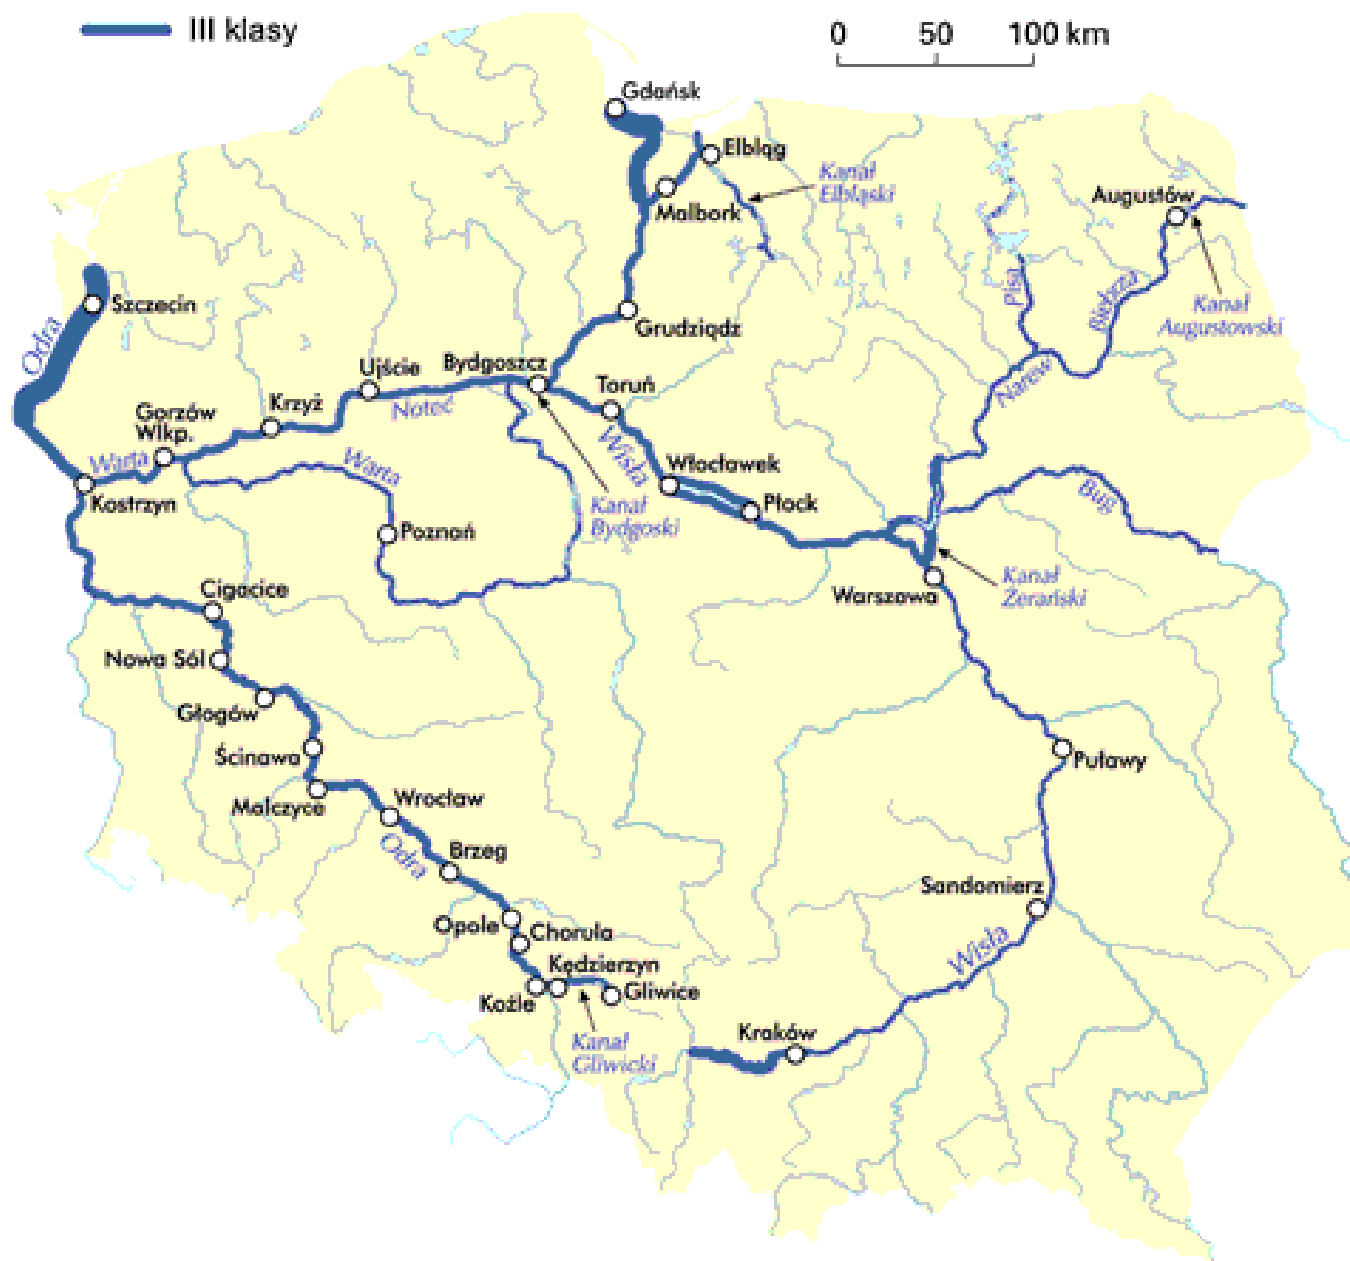 III klasy
0 50 100 km
Gdańsk
Elbląg
Kanał
Elbląski
Malbork
Augustów
Szczecin
Odra
Grudziądz
Pisa
Biebrza
Kanał
Augustowski
Ujście
Bydgoszcz
Toruń
Narew
Krzyż
Noteć
Gorzów
Wlkp.
Warta
Warta
Wisła
Włocławek
Płock
Bug
Kostrzyn
Kanał
Bydgoski
Poznań
Kanał
Żerański
Warszawa
Cigacice
Nowa Sól
Głogów
Ścinawa
Puławy
Malczyce
Wrocław
Odra
Brzeg
Sandomierz
Opole
Choruła
Wisła
Kędzierzyn
Koźle
Gliwice
Kanał
Gliwicki
Kraków